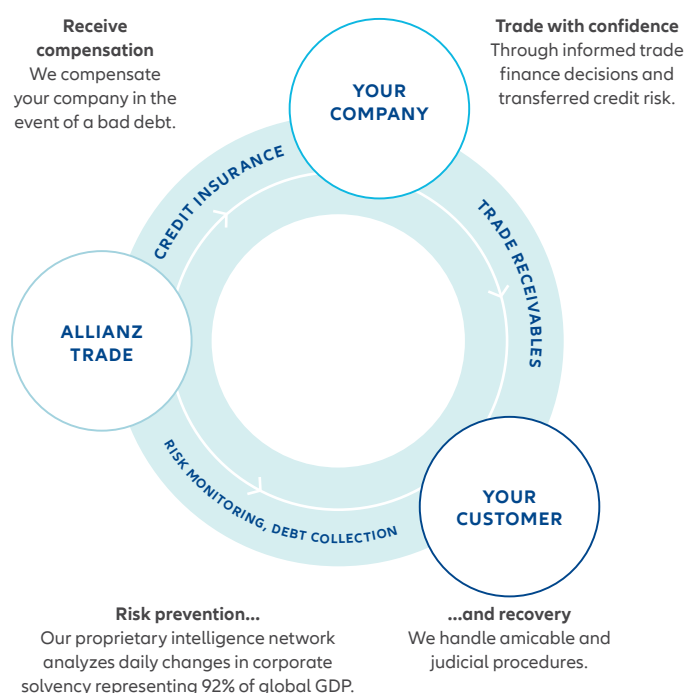 Receive
compensation
We compensate
your company in the
event of a bad debt.
YOUR
COMPANY
Trade with confidence
Through informed trade
finance decisions and
transferred credit risk.
CREDIT INSURANCE
TRADE RECEIVABLES
ALLIANZ
TRADE
RISK MONITORING, DEBT COLLECTION
YOUR
CUSTOMER
Risk prevention...
Our proprietary intelligence network
analyzes daily changes in corporate
solvency representing 92% of global GDP.
...and recovery
We handle amicable and
judicial procedures.